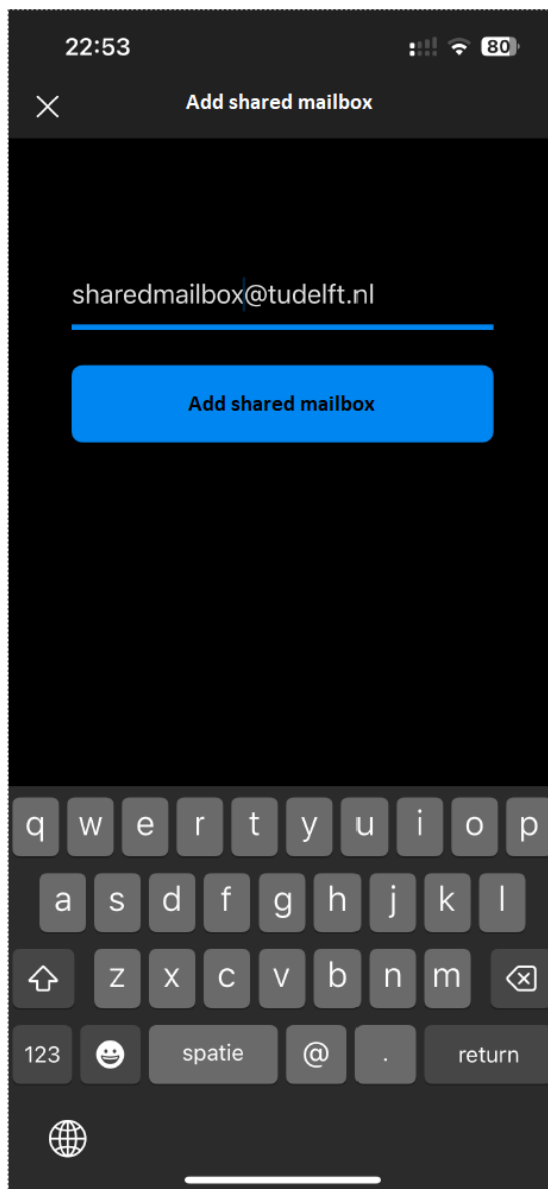 22:53
80
Add shared mailbox
sharedmailbox@tudelft.nl
Add shared mailbox
q w e r t y u i o p
a s d f g h j k l
z x c v b n m
123 spatie @ . return